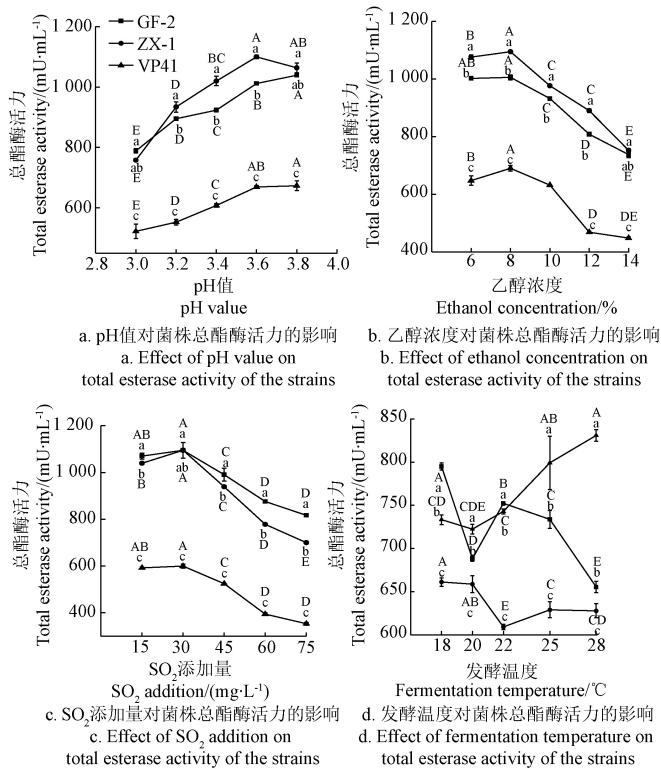 GF-2
ZX-1
VP41
总酯酶活力
Total esterase activity/(mU·mL⁻¹)
1 200
1 000
800
600
E a
ab E
E c
D a
b D
D c
BC a
b C
C c
A a
b B
AB c
AB a
ab A
A c
2.8 3.0 3.2 3.4 3.6 3.8 4.0
pH值
pH value
a. pH值对菌株总酯酶活力的影响
a. Effect of pH value on
total esterase activity of the strains
总酯酶活力
Total esterase activity/(mU·mL⁻¹)
1 200
1 000
800
600
400
B a
AB b
B c
A a
A b
A c
C a
C b
C a
D b
D c
E a
ab E
DE c
6 8 10 12 14
乙醇浓度
Ethanol concentration/%
b. 乙醇浓度对菌株总酯酶活力的影响
b. Effect of ethanol concentration on
total esterase activity of the strains
总酯酶活力
Total esterase activity/(mU·mL⁻¹)
1 200
1 000
800
600
400
AB a
b B
AB c
A a
ab A
A c
C a
b C
C c
D a
b D
D c
D a
b E
D c
15 30 45 60 75
SO₂添加量
SO₂ addition/(mg·L⁻¹)
c. SO₂添加量对菌株总酯酶活力的影响
c. Effect of SO₂ addition on
total esterase activity of the strains
总酯酶活力
Total esterase activity/(mU·mL⁻¹)
850
800
750
700
650
600
A a
CD b
A c
CDE a
D b
AB c
B a
C b
E c
AB a
C b
C c
A a
E b
CD c
18 20 22 25 28
发酵温度
Fermentation temperature/℃
d. 发酵温度对菌株总酯酶活力的影响
d. Effect of fermentation temperature on
total esterase activity of the strains